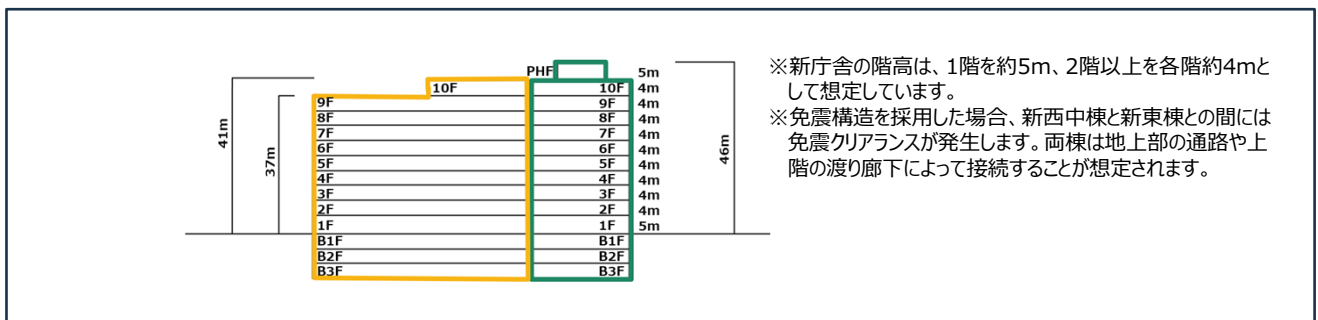 PHF 5m
10F 10F 4m
9F 9F 4m
8F 8F 4m
7F 7F 4m
6F 6F 4m
5F 5F 4m
4F 4F 4m
3F 3F 4m
2F 2F 4m
1F 1F 5m
B1F B1F
B2F B2F
B3F B3F
41m
37m
46m
※新庁舎の階高は、1階を約5m、2階以上を各階約4mと
して想定しています。
※免震構造を採用した場合、新西中棟と新東棟との間には
免震クリアランスが発生します。両棟は地上部の通路や上
階の渡り廊下によって接続することが想定されます。